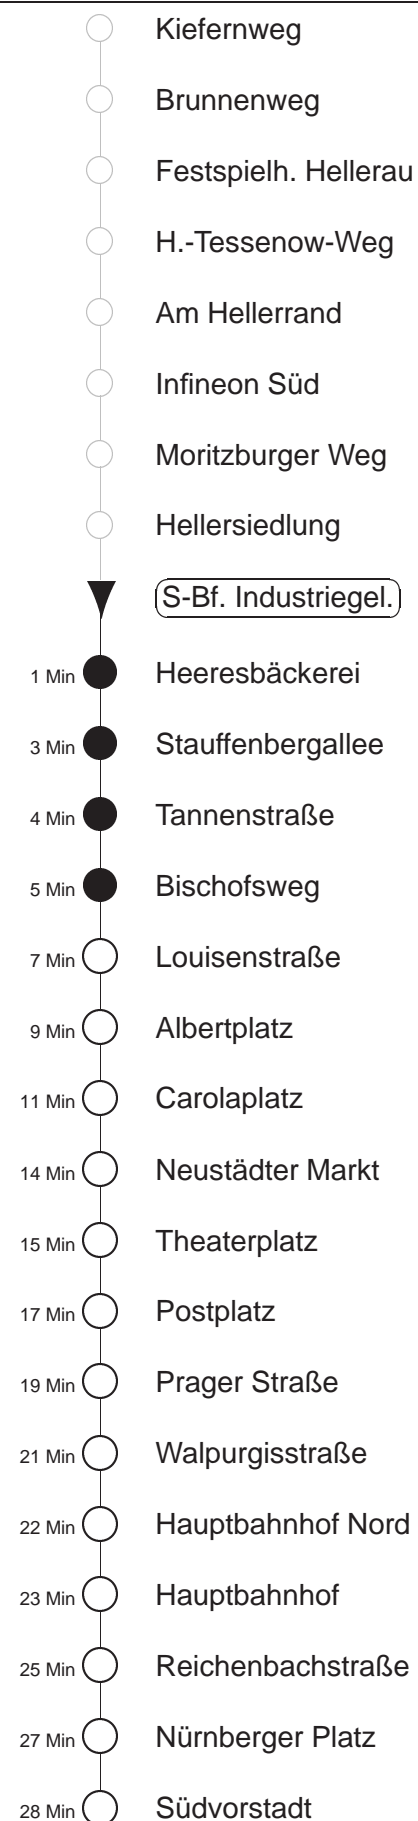 Kiefernweg
Brunnenweg
Festspielh. Hellerau
H.-Tessenow-Weg
Am Hellerrand
Infineon Süd
Moritzburger Weg
Hellersiedlung
S-Bf. Industriegel.
1 Min Heeresbäckerei
3 Min Stauffenbergallee
4 Min Tannenstraße
5 Min Bischofsweg
7 Min Louisenstraße
9 Min Albertplatz
11 Min Carolaplatz
14 Min Neustädter Markt
15 Min Theaterplatz
17 Min Postplatz
19 Min Prager Straße
21 Min Walpurgisstraße
22 Min Hauptbahnhof Nord
23 Min Hauptbahnhof
25 Min Reichenbachstraße
27 Min Nürnberger Platz
28 Min Südvorstadt